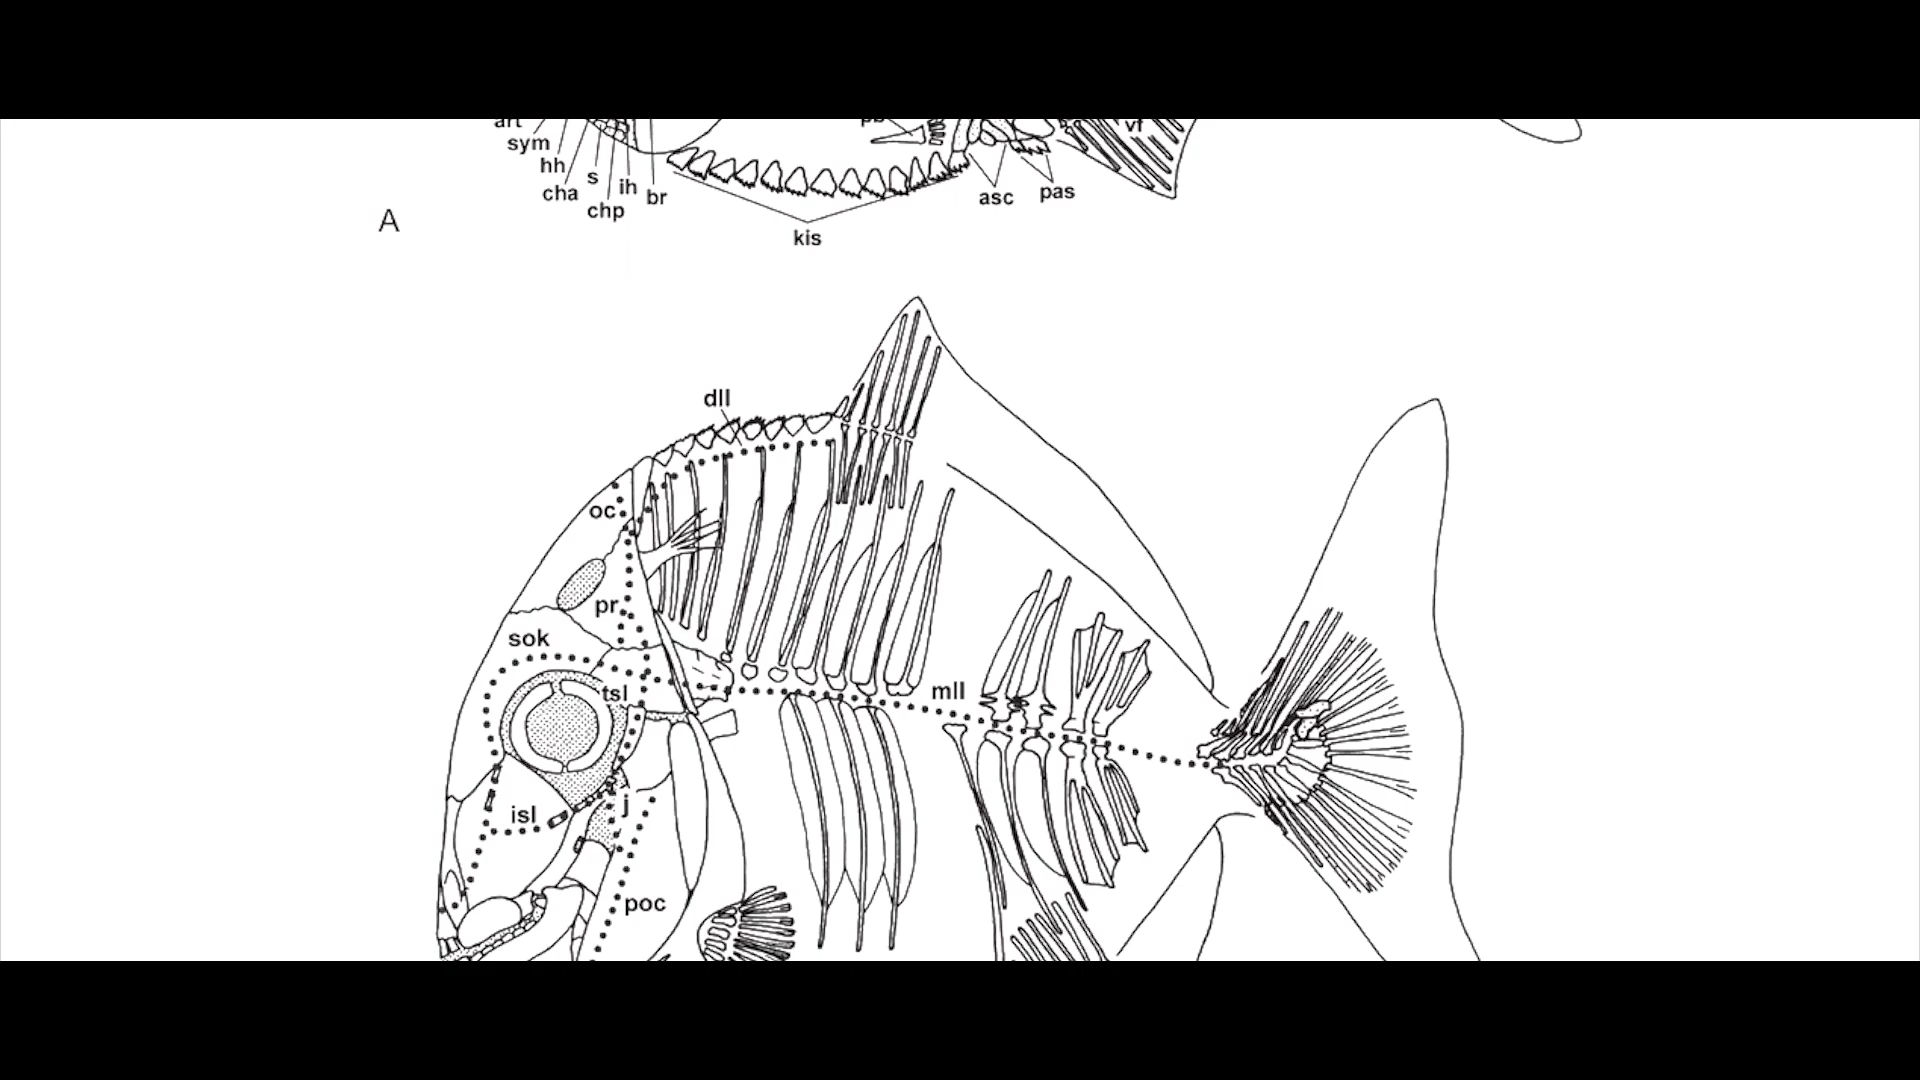 art
vf
sym
hh
cha
s
ih
br
chp
asc
pas
A
kis
dll
oc
pr
sok
tsl
mll
isl
j
poc